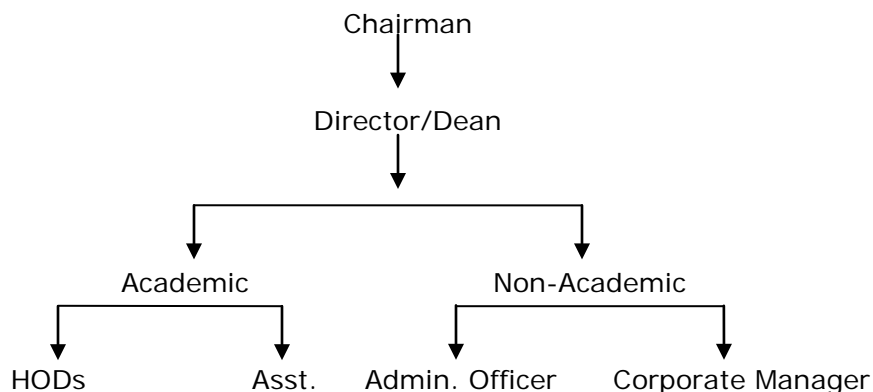 Chairman
Director/Dean
Academic Non-Academic
HODs Asst. Admin. Officer Corporate Manager